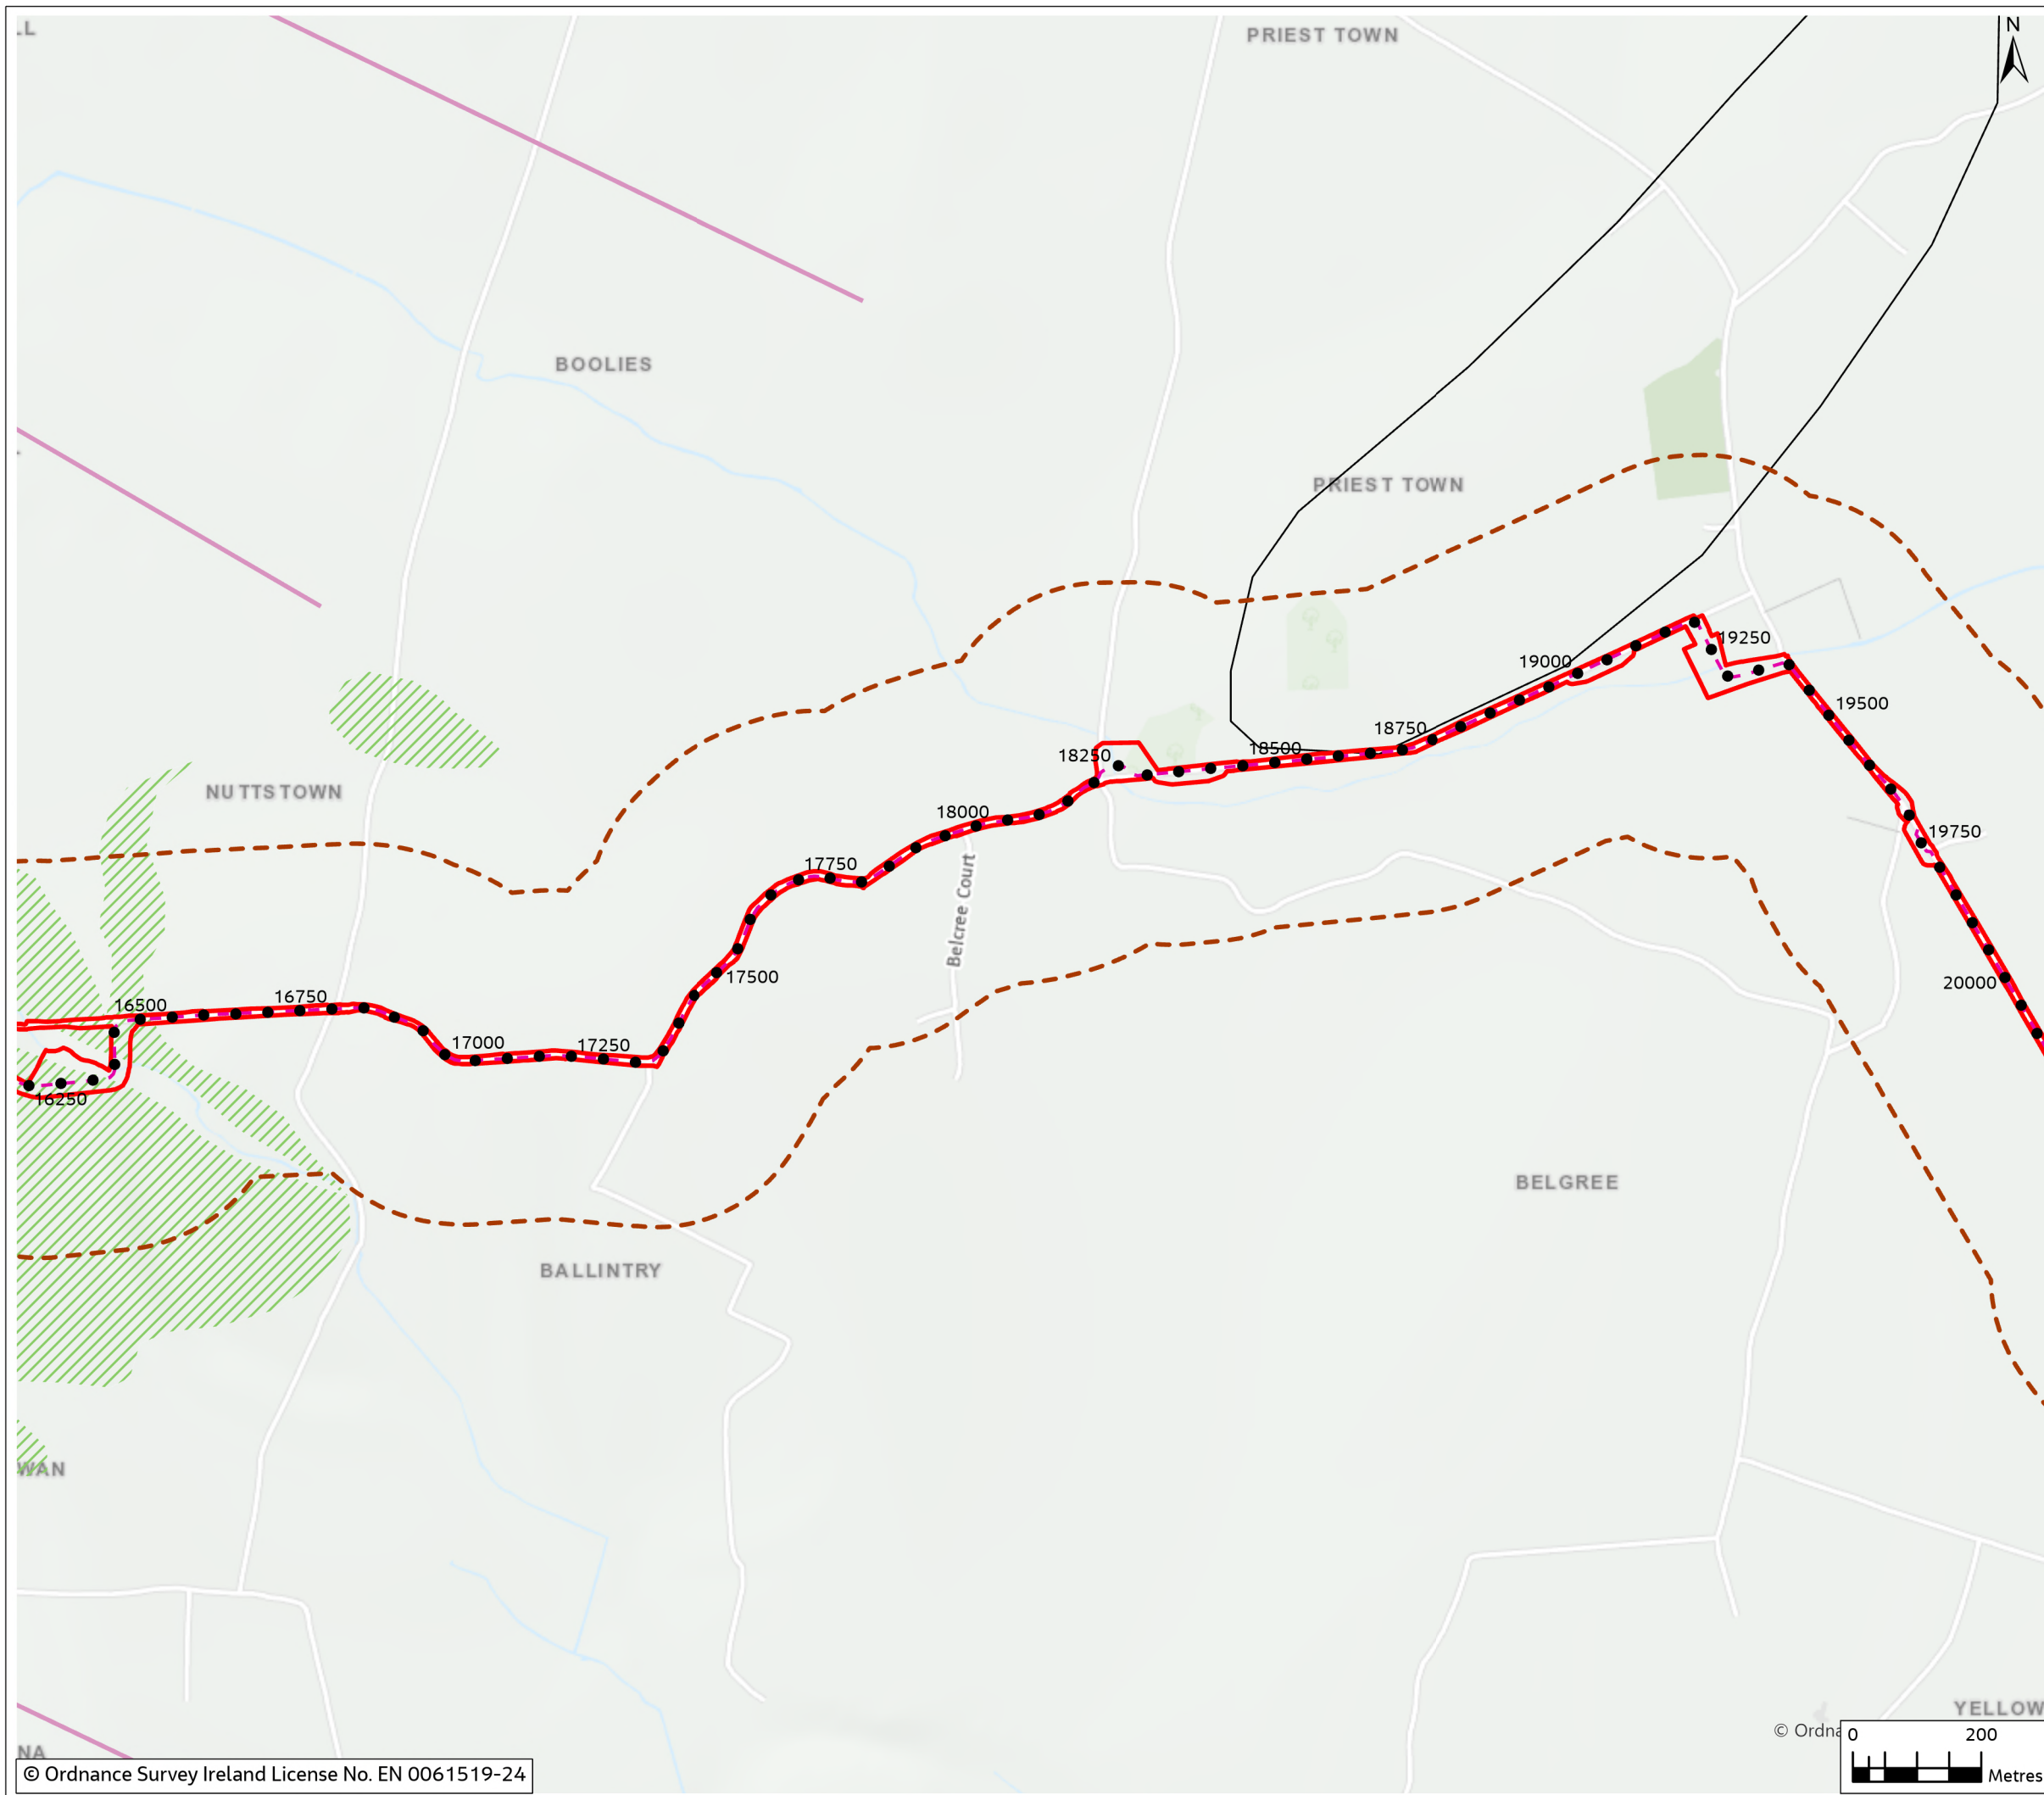 LL
PRIEST TOWN
N
BOOLIES
PRIEST TOWN
19250
19000
19500
18750
18500
18250
NUTTSTOWN
18000
19750
17750
Belcree Court
17500
20000
16500
16750
17000
17250
16250
BELGREE
BALLINTRY
WAN
YELLOW
© Ordna
0 200
NA
© Ordnance Survey Ireland License No. EN 0061519-24
Metres